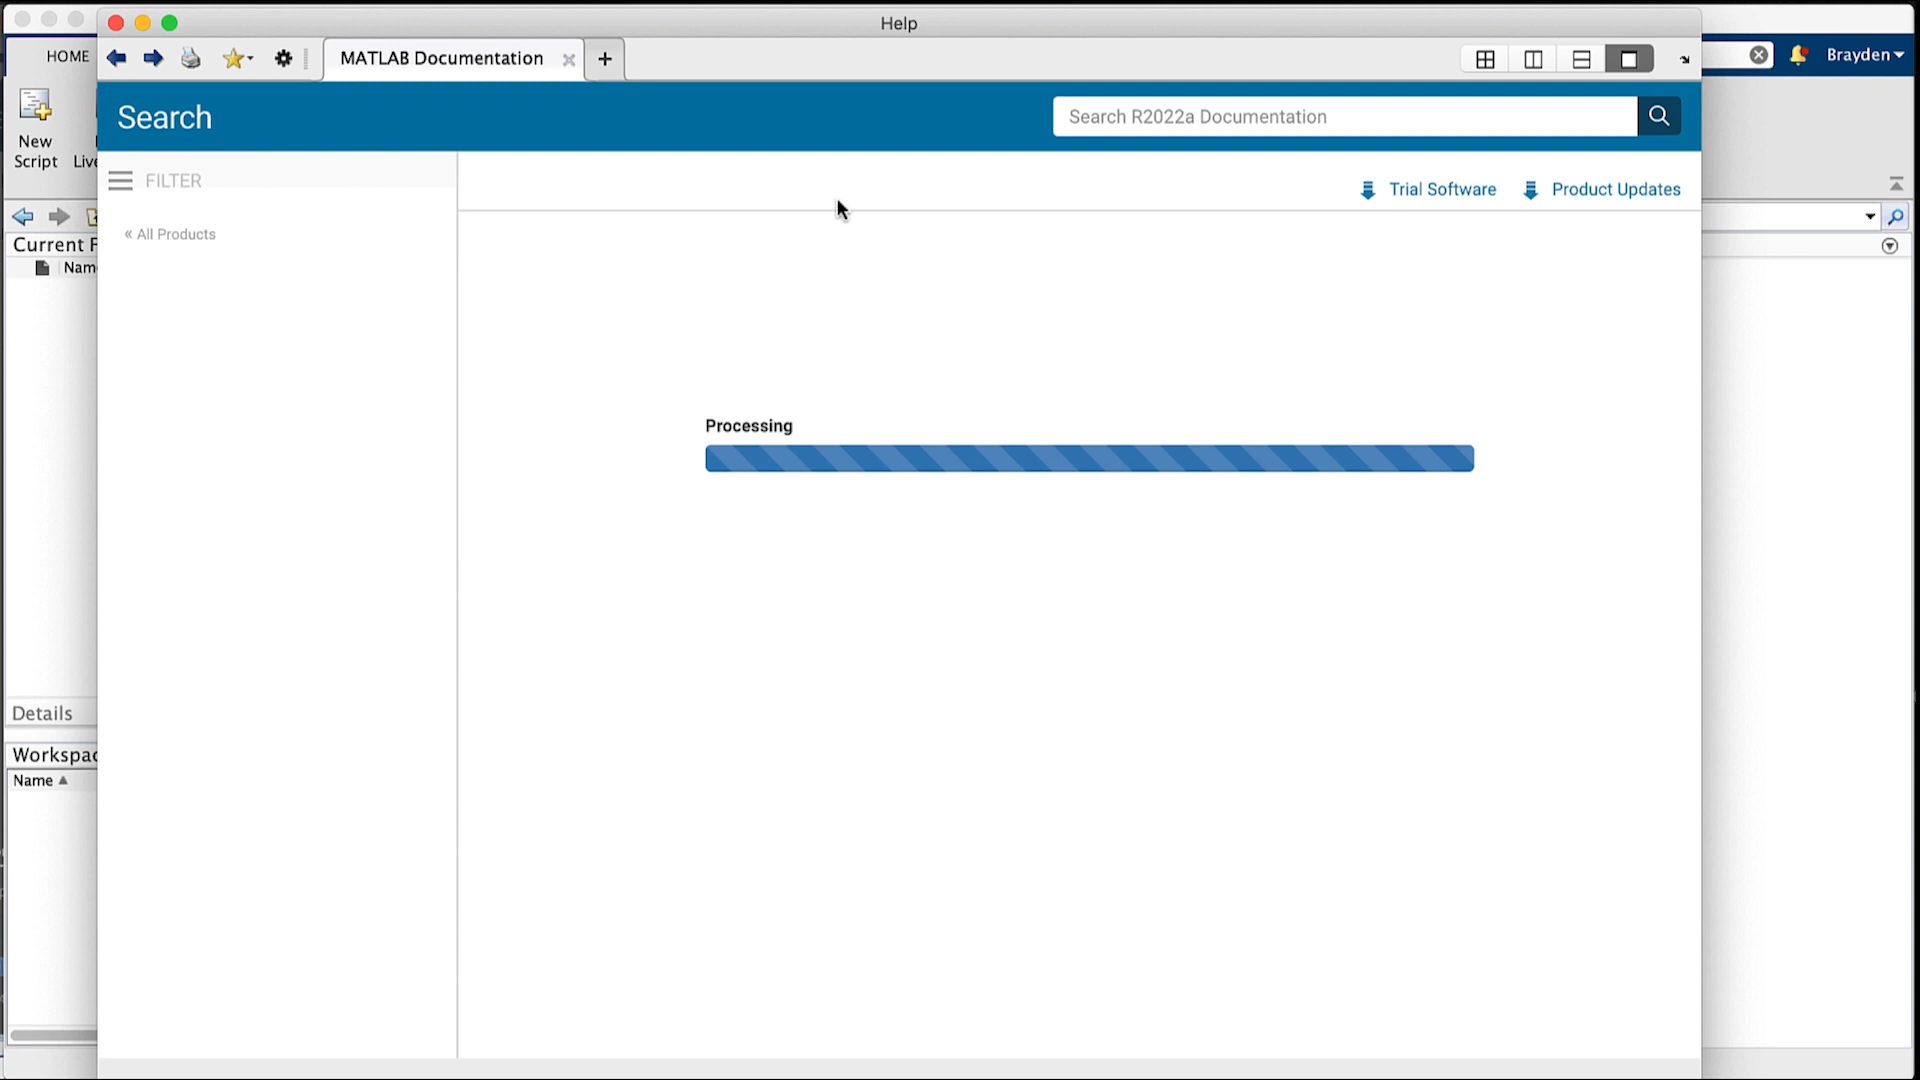 Help
HOME
MATLAB Documentation
Brayden
Search
Search R2022a Documentation
New
Script
Live
FILTER
Trial Software
Product Updates
« All Products
Current F
Nam
Processing
Details
Workspac
Name